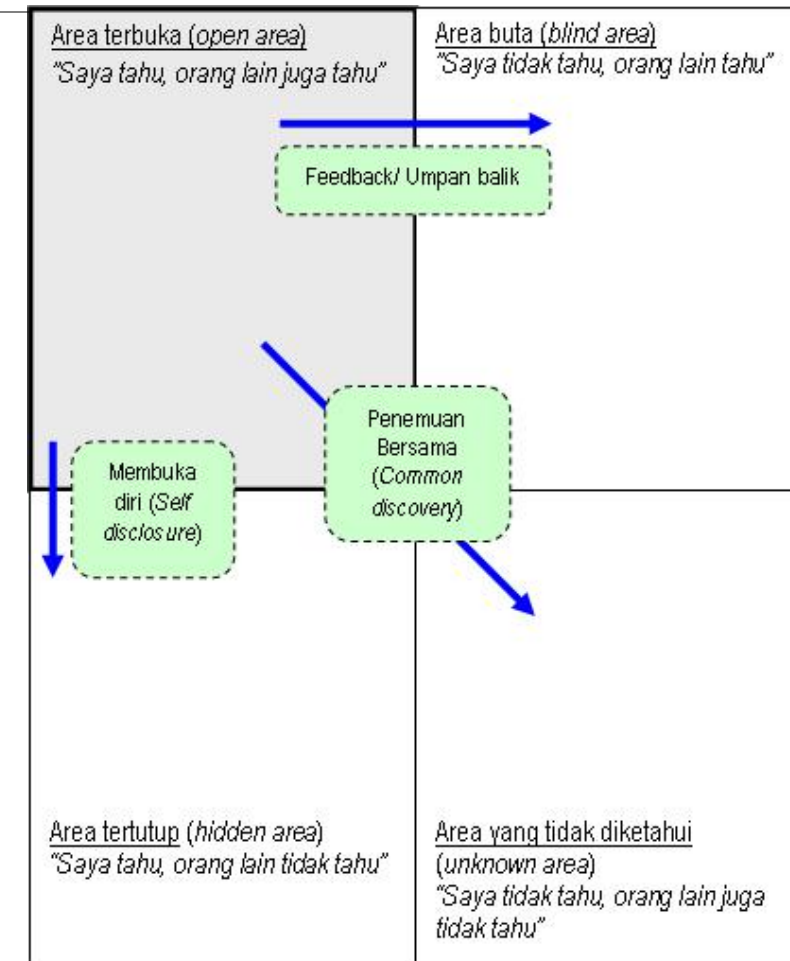 Area terbuka (open area)
"Saya tahu, orang lain juga tahu"
Area buta (blind area)
"Saya tidak tahu, orang lain tahu"
Feedback/ Umpan balik
Penemuan
Bersama
(Common
discovery)
Membuka
diri (Self
disclosure)
Area tertutup (hidden area)
"Saya tahu, orang lain tidak tahu"
Area yang tidak diketahui
(unknown area)
"Saya tidak tahu, orang lain juga
tidak tahu"